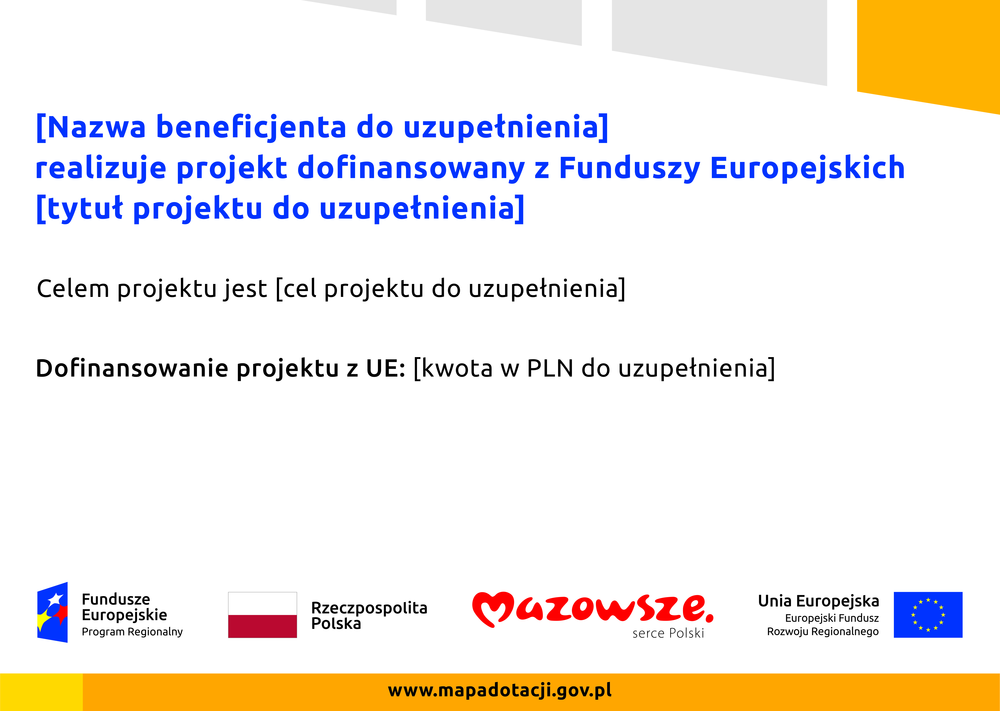 [Nazwa beneficjenta do uzupełnienia]
realizuje projekt dofinansowany z Funduszy Europejskich
[tytuł projektu do uzupełnienia]
Celem projektu jest [cel projektu do uzupełnienia]
Dofinansowanie projektu z UE: [kwota w PLN do uzupełnienia]
Fundusze
Europejskie
Program Regionalny
Rzeczpospolita
Polska
Mazowsze.
serce Polski
Unia Europejska
Europejski Fundusz
Rozwoju Regionalnego
www.mapadotacji.gov.pl